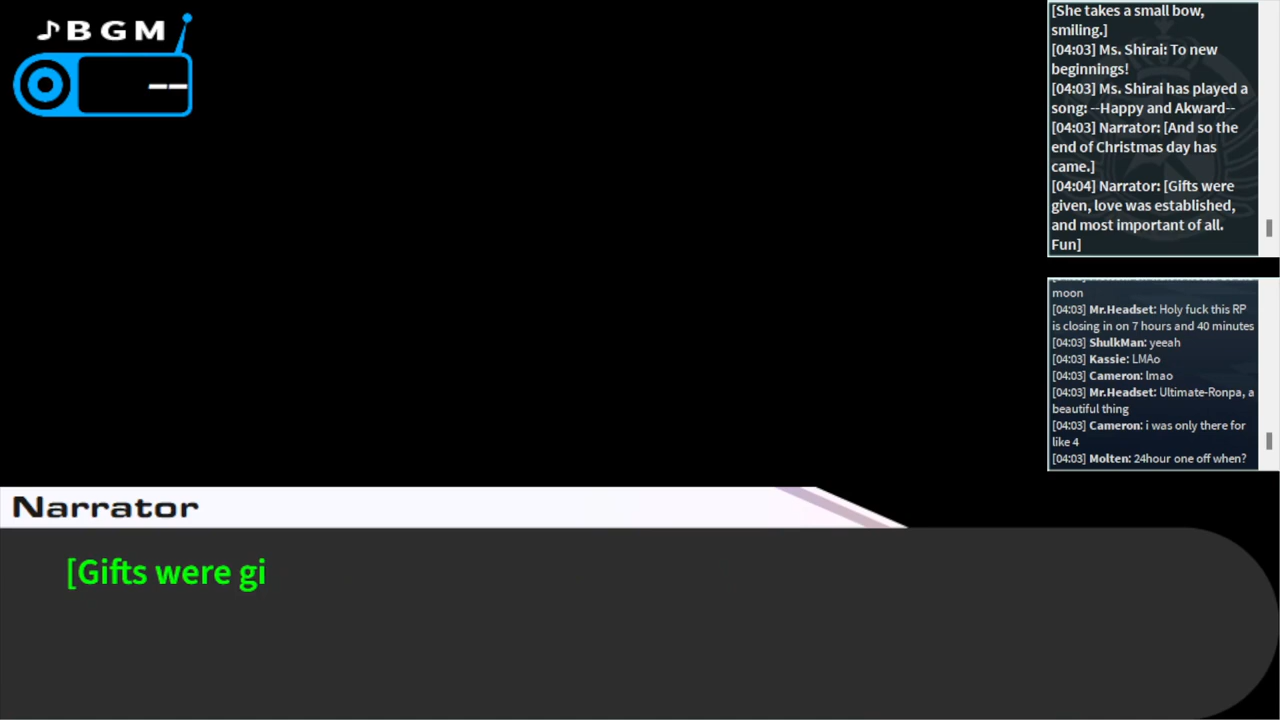 ♪BGM
--
[She takes a small bow,
smiling.]
[04:03] Ms. Shirai: To new
beginnings!
[04:03] Ms. Shirai has played a
song: --Happy and Akward--
[04:03] Narrator: [And so the
end of Christmas day has
came.]
[04:04] Narrator: [Gifts were
given, love was established,
and most important of all.
Fun]
moon
[04:03] Mr.Headset: Holy fuck this RP
is closing in on 7 hours and 40 minutes
[04:03] ShulkMan: yeeah
[04:03] Kassie: LMAo
[04:03] Cameron: lmao
[04:03] Mr.Headset: Ultimate-Ronpa, a
beautiful thing
[04:03] Cameron: i was only there for
like 4
[04:03] Molten: 24hour one off when?
Narrator
[Gifts were gi